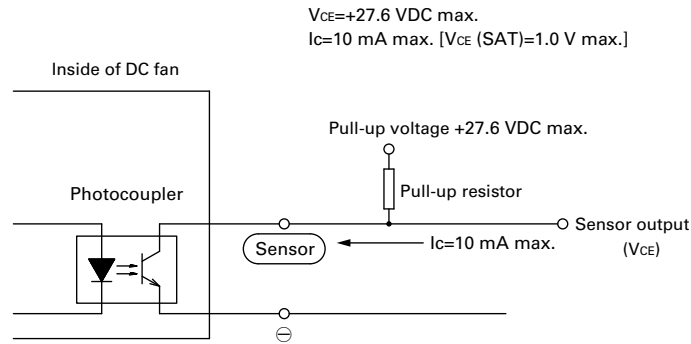 VCE=+27.6 VDC max.
Ic=10 mA max. [VCE (SAT)=1.0 V max.]
Inside of DC fan
Pull-up voltage +27.6 VDC max.
Photocoupler
Pull-up resistor
Sensor
Ic=10 mA max.
Sensor output
(VCE)
⊖